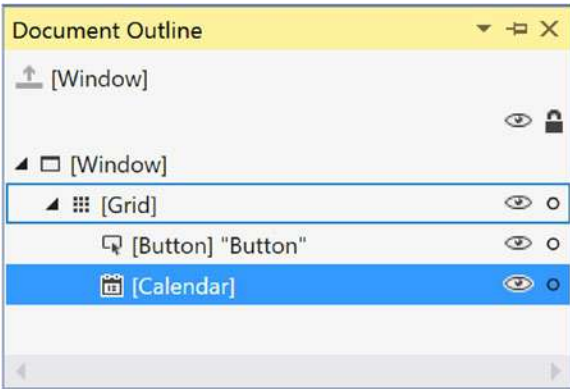 Document Outline
[Window]
[Window]
[Grid]
[Button] "Button"
[Calendar]